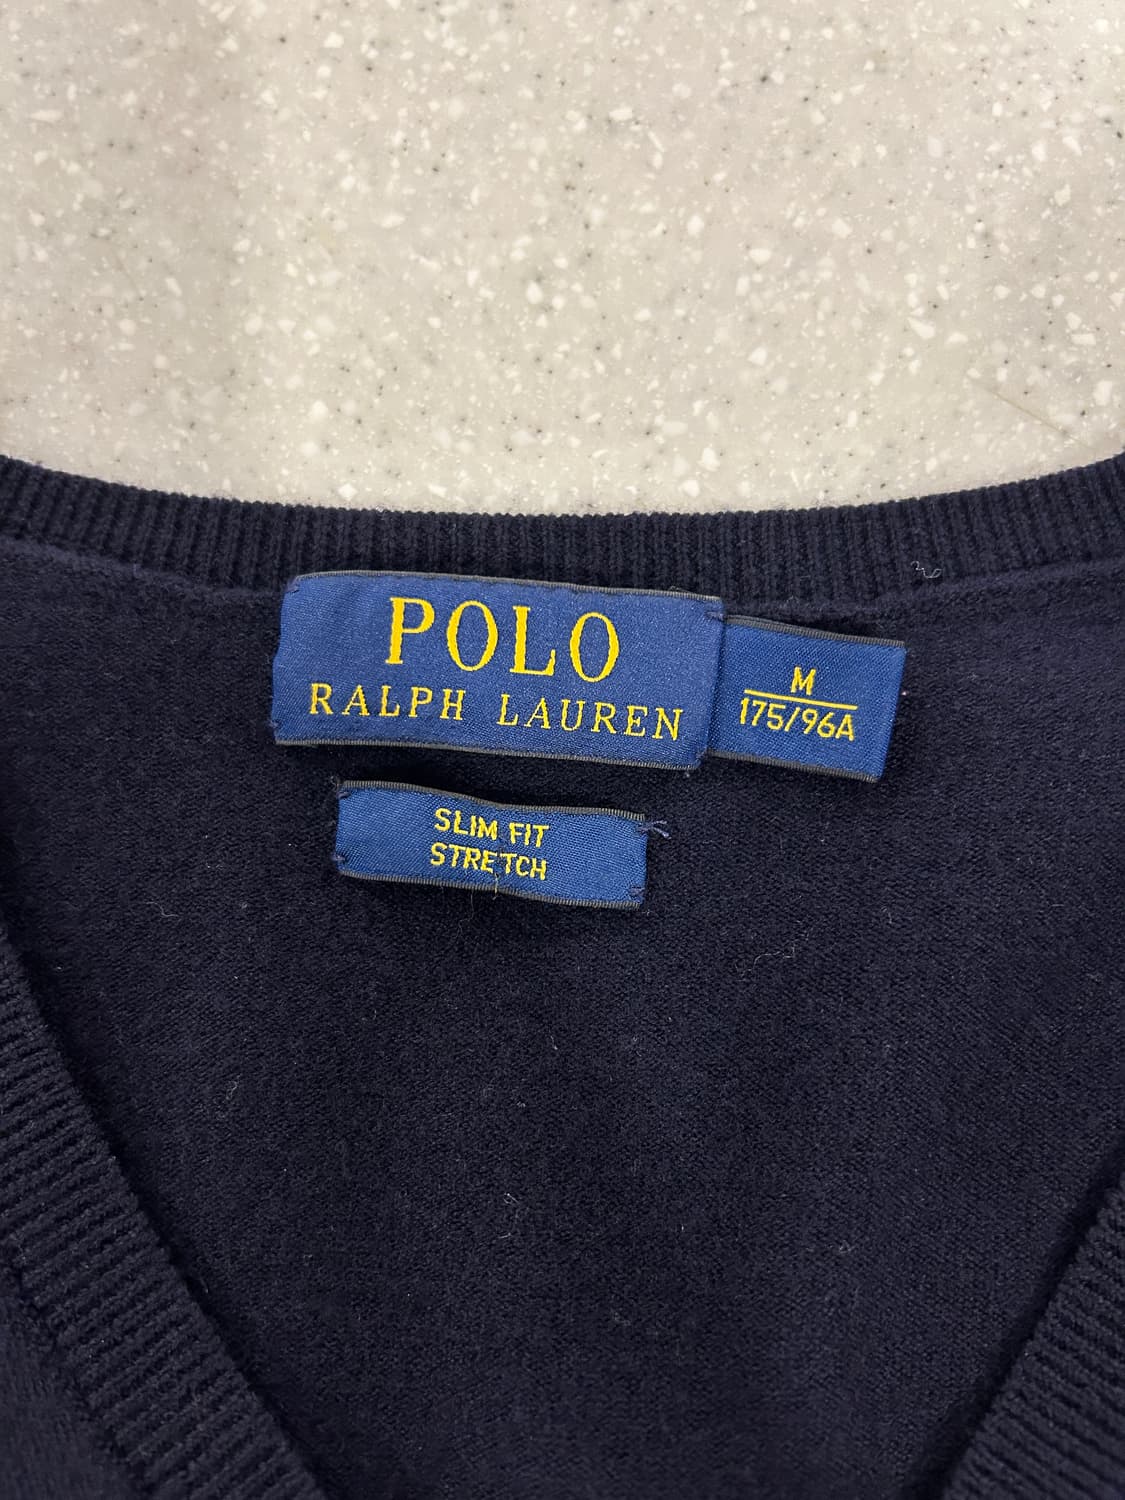 POLO
RALPH LAUREN
M
175/96A
SLIM FIT
STRETCH